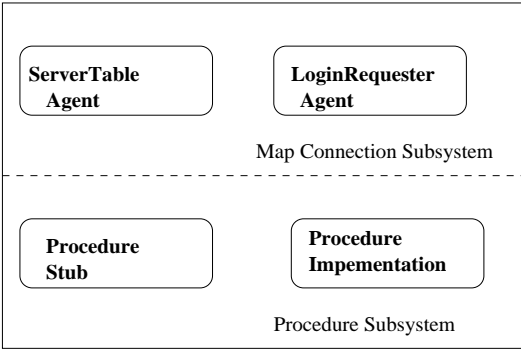 ServerTable
Agent
LoginRequester
Agent
Map Connection Subsystem
Procedure
Stub
Procedure
Impementation
Procedure Subsystem